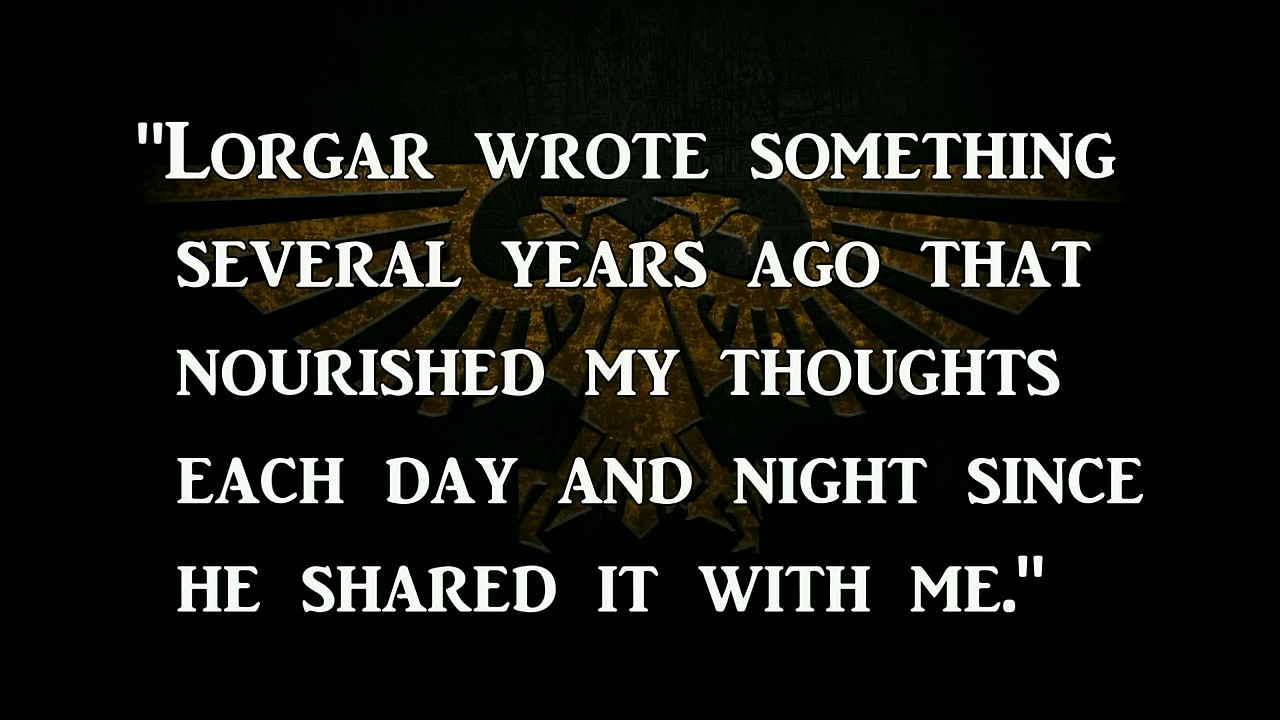 "Lorgar wrote something
several years ago that
nourished my thoughts
each day and night since
he shared it with me."